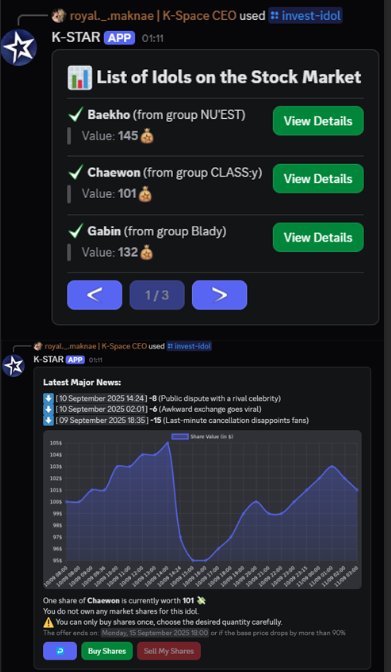 royal._.maknae | K-Space CEO used invest-idol
K-STAR APP 01:11
List of Idols on the Stock Market
Baekho (from group NU'EST)
Value: 145
View Details
Chaewon (from group CLASS:y)
Value: 101
View Details
Gabin (from group Blady)
Value: 132
View Details
< 1 / 3 >
royal._.maknae | K-Space CEO used invest-idol
K-STAR APP 01:11
Latest Major News:
[ 10 September 2025 14:24 ] -8 (Public dispute with a rival celebrity)
[ 10 September 2025 02:01 ] -6 (Awkward exchange goes viral)
[ 09 September 2025 18:35 ] -15 (Last-minute cancellation disappoints fans)
Share Value (in $)
105$
104$
103$
102$
101$
100$
99$
98$
97$
96$
95$
One share of Chaewon is currently worth 101
You do not own any market shares for this idol.
You can only buy shares once, choose the desired quantity carefully.
The offer ends on Monday, 15 September 2025 18:00 or if the base price drops by more than 90%
Buy Shares Sell My Shares